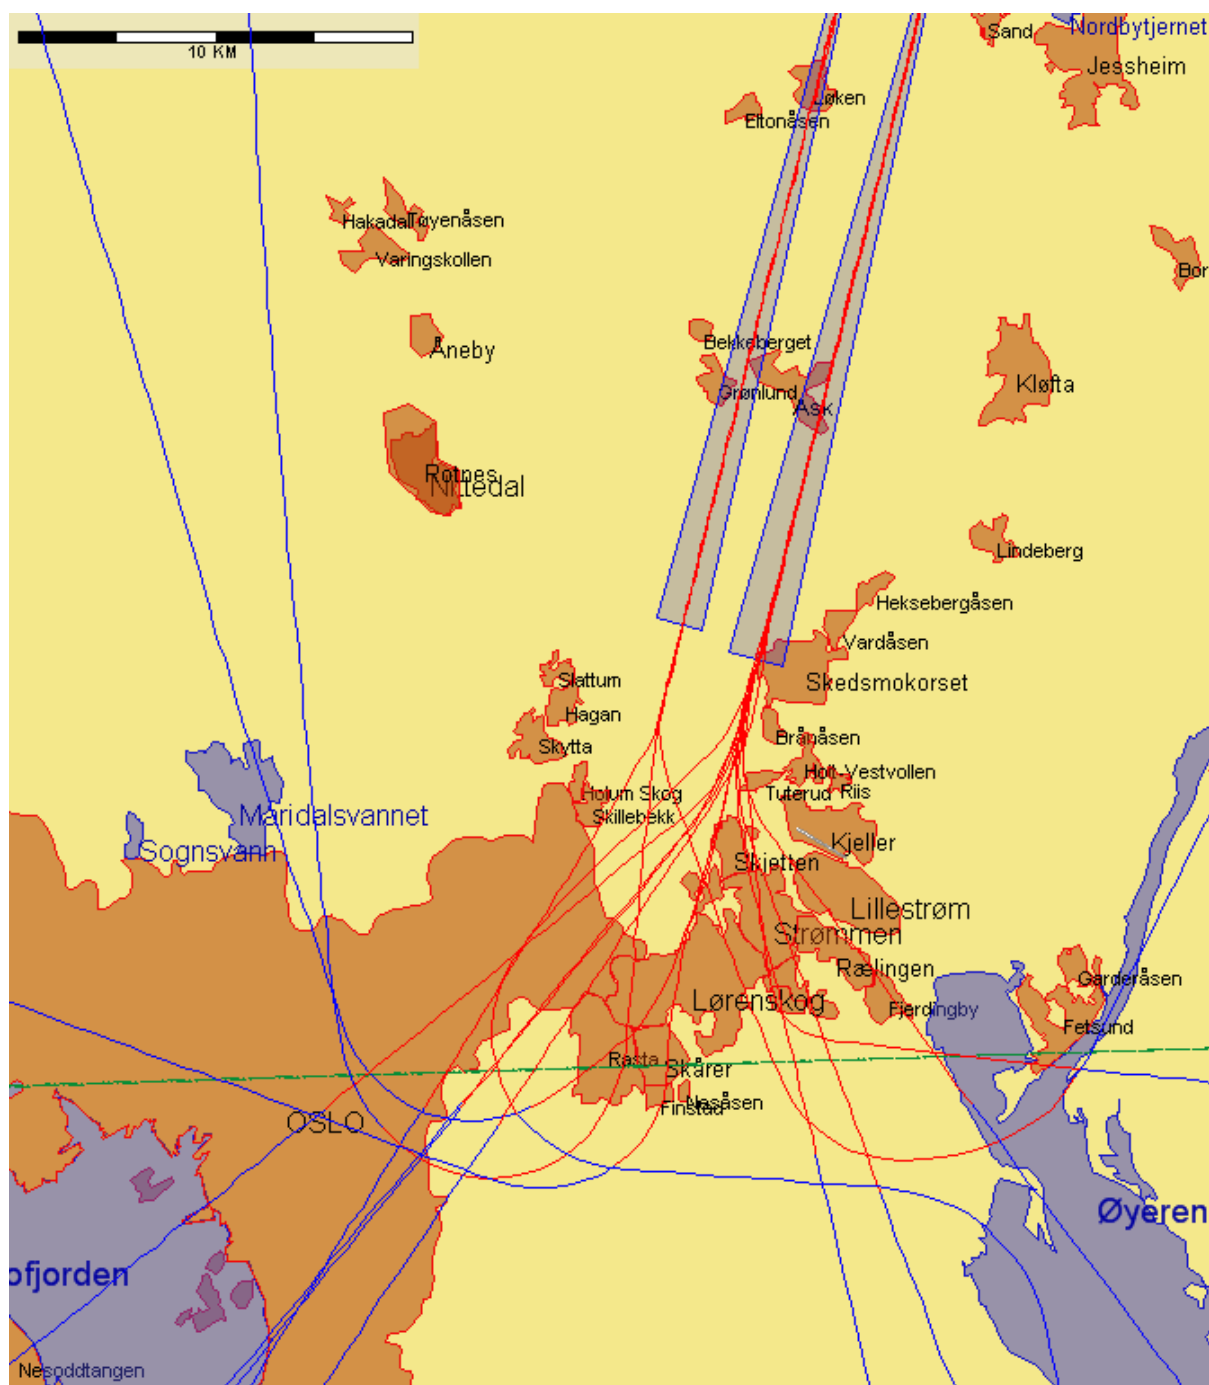 Nordbytjernet
Sand
10 KM
Jessheim
Løken
Eltonåsen
Hakadal
Tøyenåsen
Varingskollen
Bor
Bekkeberget
Åneby
Kløfta
Grønlund
Ask
Rotnes
Nittedal
Lindeberg
Heksebergåsen
Vardåsen
Slattum
Skedsmokorset
Hagan
Brånåsen
Skytta
Holt-Vestvollen
Holum Skog
Tuterud
Riis
Skillebekk
Maridalsvannet
Kjeller
Sognsvann
Skjetten
Lillestrøm
Strømmen
Rælingen
Garderåsen
Lørenskog
Fjerdingby
Fetsund
Rasta
Skårer
Nesåsen
Finstad
OSLO
Øyeren
ofjorden
Nesoddtangen